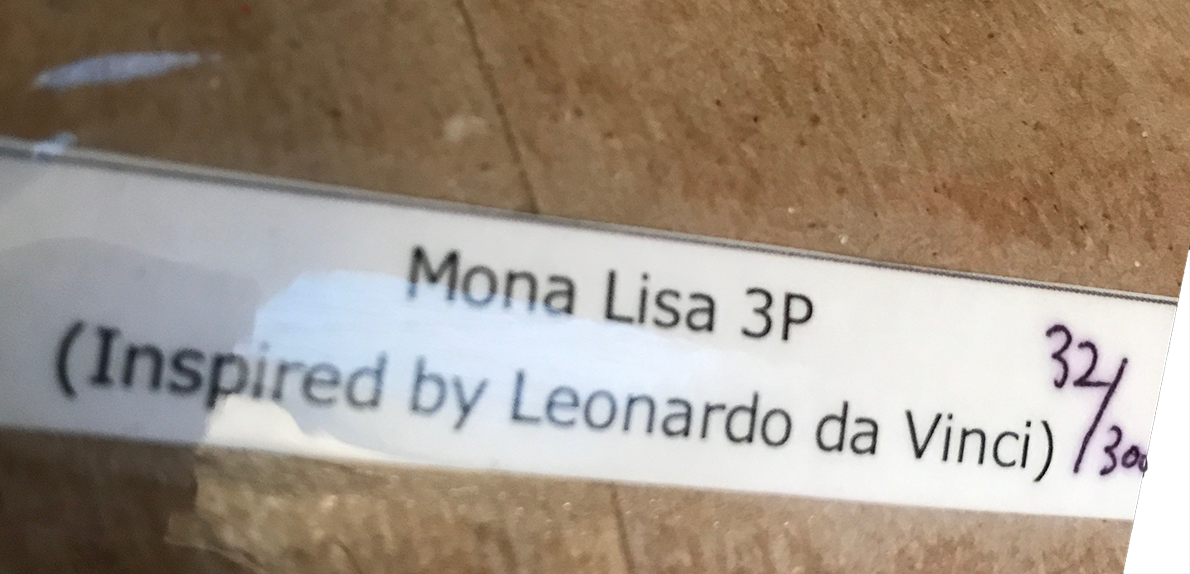 Mona Lisa 3P
(Inspired by Leonardo da Vinci)
32/300